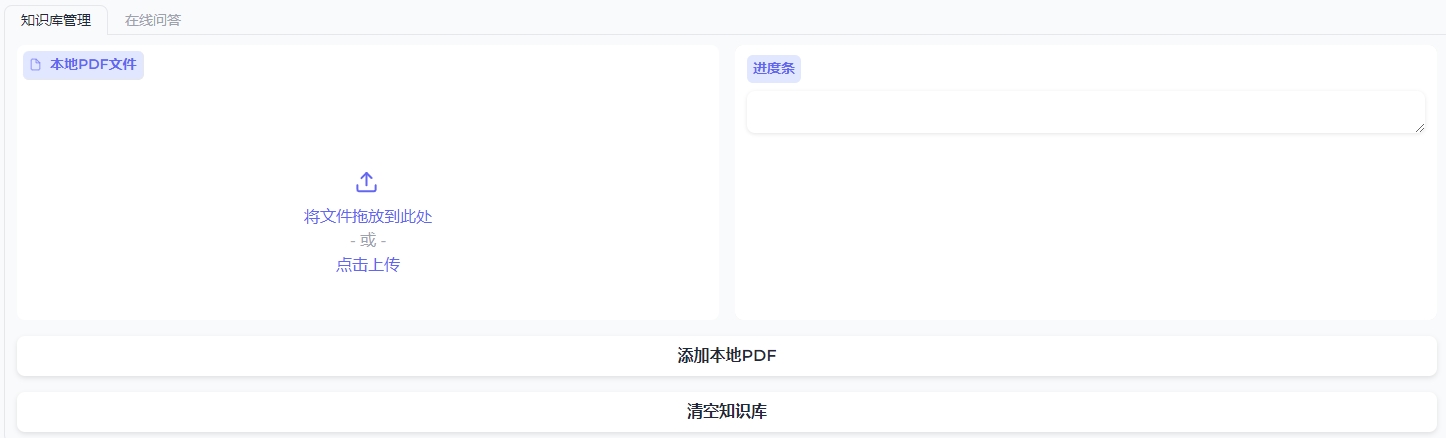 知识库管理
在线问答
本地PDF文件
进度条
将文件拖放到此处
- 或 -
点击上传
添加本地PDF
清空知识库